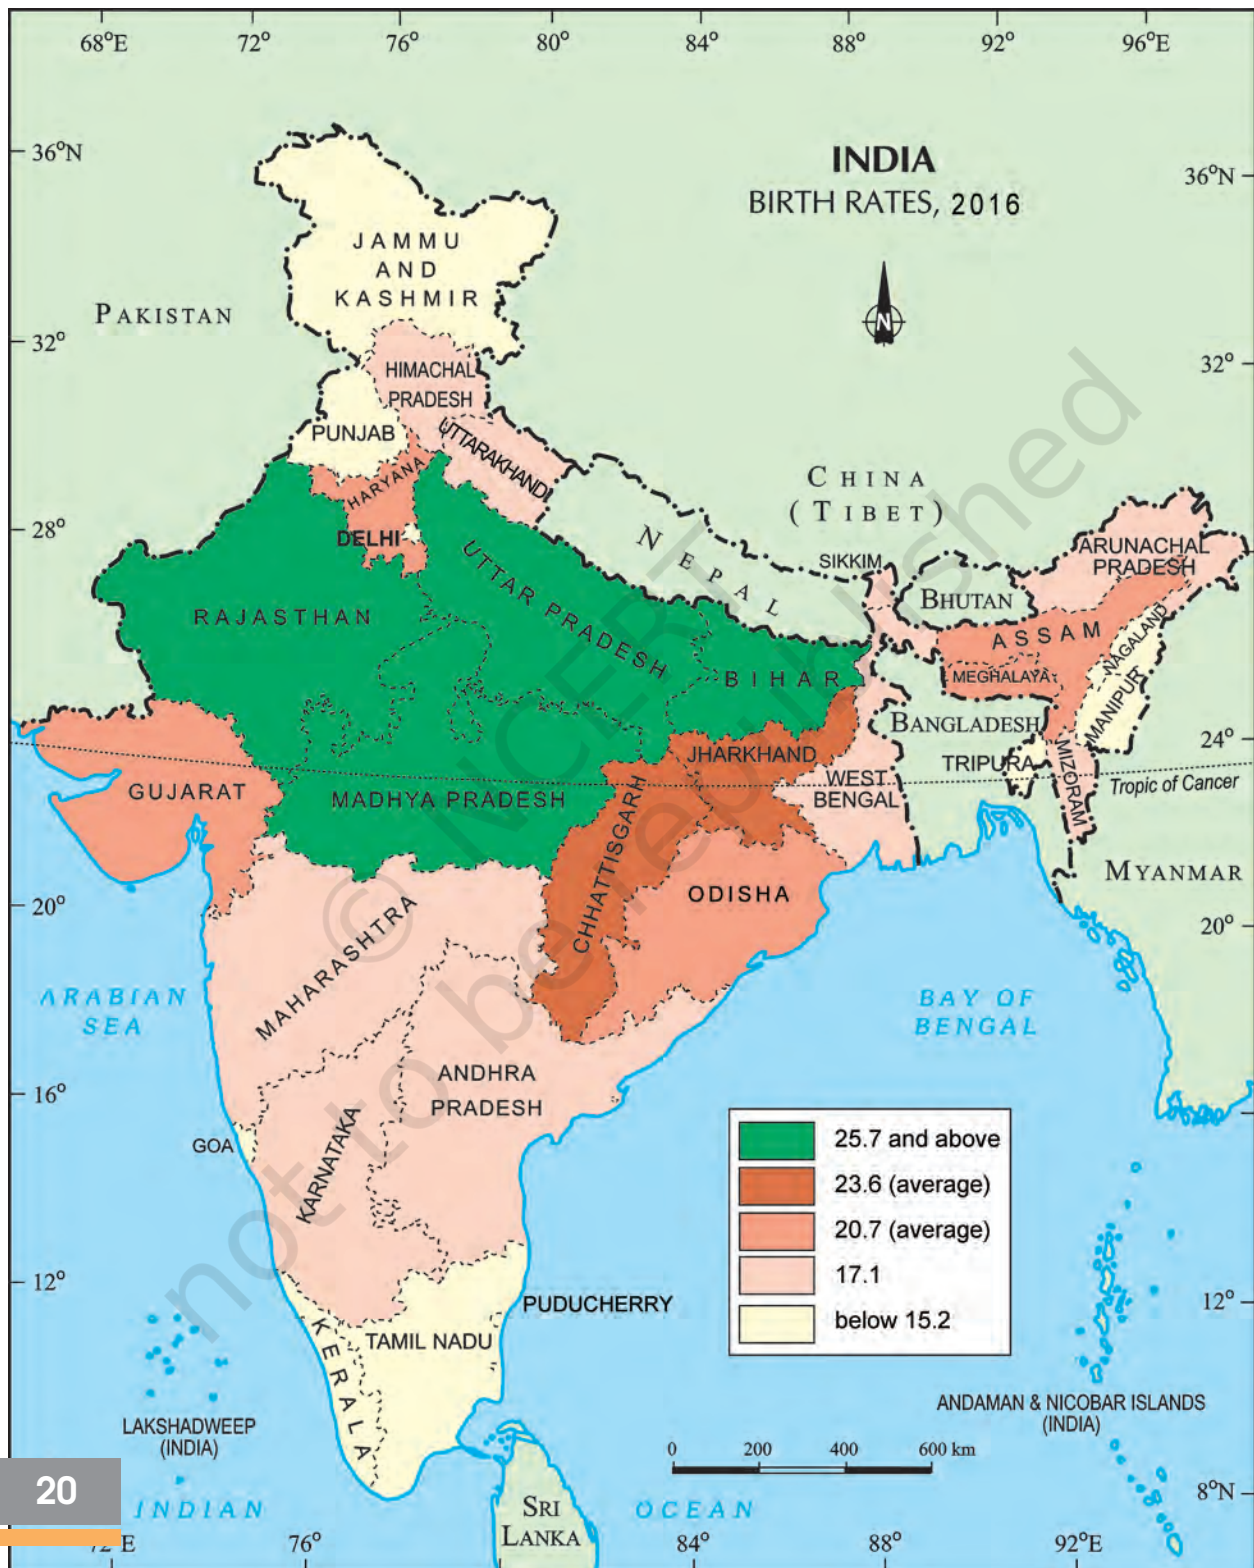 68°E 72° 76° 80° 84° 88° 92° 96°E
36°N
36°N
INDIA
BIRTH RATES, 2016
N
JAMMU
AND
KASHMIR
PAKISTAN
32°
32°
HIMACHAL
PRADESH
PUNJAB
UTTARAKHAND
HARYANA
CHINA
(TIBET)
28°
DELHI
NEPAL
SIKKIM
ARUNACHAL
PRADESH
BHUTAN
UTTAR PRADESH
RAJASTHAN
ASSAM
NAGALAND
BIHAR
MEGHALAYA
MANIPUR
BANGLADESH
24°
JHARKHAND
TRIPURA
WEST
BENGAL
MIZORAM
Tropic of Cancer
GUJARAT
MADHYA PRADESH
CHHATTISGARH
MYANMAR
ODISHA
20°
20°
MAHARASHTRA
ARABIAN
SEA
BAY OF
BENGAL
ANDHRA
PRADESH
16°
GOA
KARNATAKA
25.7 and above
23.6 (average)
20.7 (average)
17.1
below 15.2
12°
12°
PUDUCHERRY
TAMIL NADU
KERALA
LAKSHADWEEP
(INDIA)
ANDAMAN & NICOBAR ISLANDS
(INDIA)
0 200 400 600 km
20
INDIAN OCEAN
SRI
LANKA
8°N
72°E 76° 84° 88° 92°E
© NCERT
not to be republished